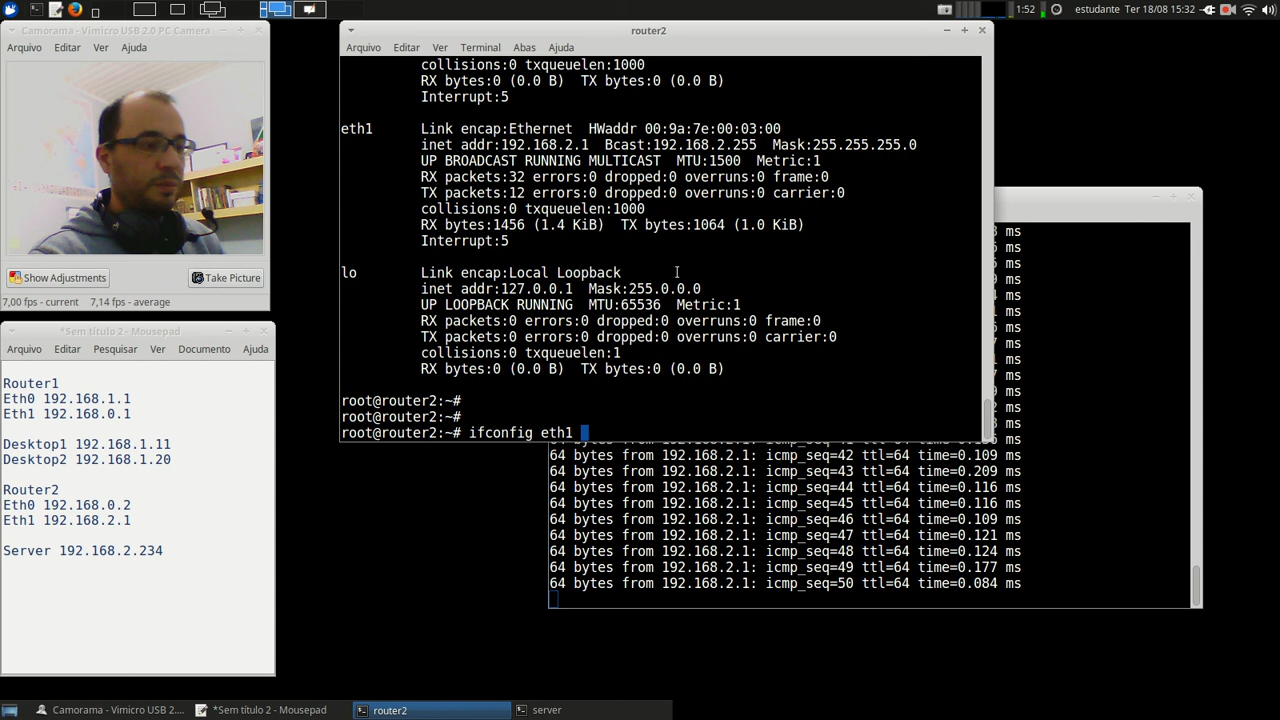 1:52
estudante Ter 18/08 15:32
Camorama - Vimicro USB 2.0 PC Camera
Arquivo Editar Ver Ajuda
Show Adjustments
Take Picture
7,00 fps - current 7,14 fps - average
*Sem título 2 - Mousepad
Arquivo Editar Pesquisar Ver Documento Ajuda
Router1
Eth0 192.168.1.1
Eth1 192.168.0.1
Desktop1 192.168.1.11
Desktop2 192.168.1.20
Router2
Eth0 192.168.0.2
Eth1 192.168.2.1
Server 192.168.2.234
router2
Arquivo Editar Ver Terminal Abas Ajuda
collisions:0 txqueuelen:1000
RX bytes:0 (0.0 B)  TX bytes:0 (0.0 B)
Interrupt:5
eth1 Link encap:Ethernet  HWaddr 00:9a:7e:00:03:00
inet addr:192.168.2.1  Bcast:192.168.2.255  Mask:255.255.255.0
UP BROADCAST RUNNING MULTICAST  MTU:1500  Metric:1
RX packets:32 errors:0 dropped:0 overruns:0 frame:0
TX packets:12 errors:0 dropped:0 overruns:0 carrier:0
collisions:0 txqueuelen:1000
RX bytes:1456 (1.4 KiB)  TX bytes:1064 (1.0 KiB)
Interrupt:5
lo Link encap:Local Loopback
inet addr:127.0.0.1  Mask:255.0.0.0
UP LOOPBACK RUNNING  MTU:65536  Metric:1
RX packets:0 errors:0 dropped:0 overruns:0 frame:0
TX packets:0 errors:0 dropped:0 overruns:0 carrier:0
collisions:0 txqueuelen:1
RX bytes:0 (0.0 B)  TX bytes:0 (0.0 B)
root@router2:~#
root@router2:~#
root@router2:~# ifconfig eth1
ms
ms
ms
ms
ms
ms
ms
ms
ms
ms
ms
ms
ms
64 bytes from 192.168.2.1: icmp_seq=42 ttl=64 time=0.109 ms
64 bytes from 192.168.2.1: icmp_seq=43 ttl=64 time=0.209 ms
64 bytes from 192.168.2.1: icmp_seq=44 ttl=64 time=0.116 ms
64 bytes from 192.168.2.1: icmp_seq=45 ttl=64 time=0.116 ms
64 bytes from 192.168.2.1: icmp_seq=46 ttl=64 time=0.109 ms
64 bytes from 192.168.2.1: icmp_seq=47 ttl=64 time=0.121 ms
64 bytes from 192.168.2.1: icmp_seq=48 ttl=64 time=0.124 ms
64 bytes from 192.168.2.1: icmp_seq=49 ttl=64 time=0.177 ms
64 bytes from 192.168.2.1: icmp_seq=50 ttl=64 time=0.084 ms
Camorama - Vimicro USB 2....
*Sem título 2 - Mousepad
router2
server